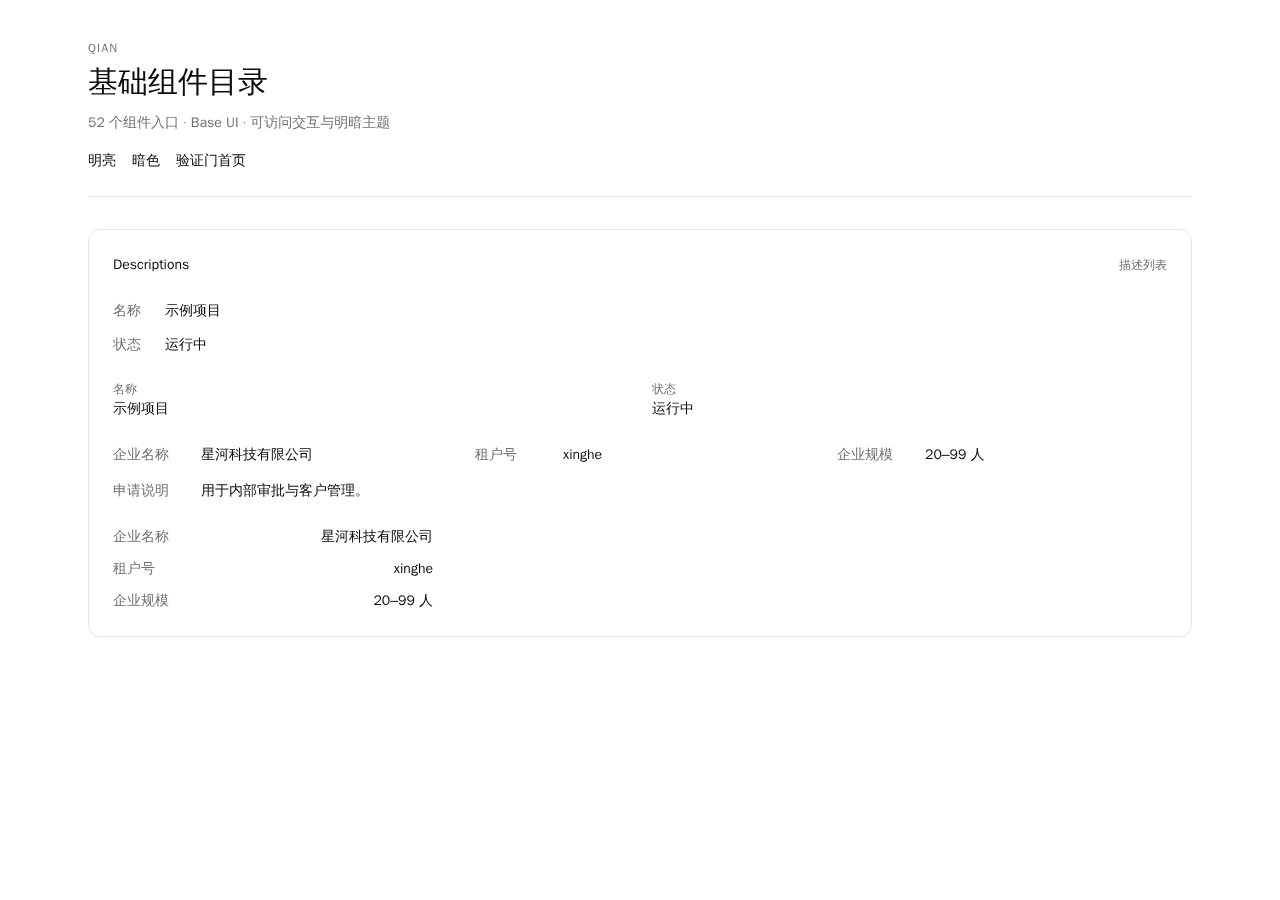 QIAN
基础组件目录
52 个组件入口 · Base UI · 可访问交互与明暗主题
明亮 暗色 验证门首页
Descriptions 描述列表
名称 示例项目
状态 运行中
名称 状态
示例项目 运行中
企业名称 星河科技有限公司 租户号 xinghe 企业规模 20–99 人
申请说明 用于内部审批与客户管理。
企业名称 星河科技有限公司
租户号 xinghe
企业规模 20–99 人